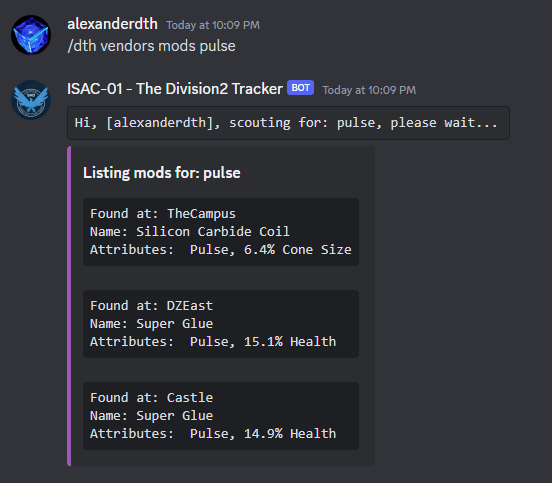 alexanderdth Today at 10:09 PM
/dth vendors mods pulse
ISAC-01 - The Division2 Tracker BOT Today at 10:09 PM
Hi, [alexanderdth], scouting for: pulse, please wait...
Listing mods for: pulse
Found at: TheCampus
Name: Silicon Carbide Coil
Attributes:  Pulse, 6.4% Cone Size
Found at: DZEast
Name: Super Glue
Attributes:  Pulse, 15.1% Health
Found at: Castle
Name: Super Glue
Attributes:  Pulse, 14.9% Health